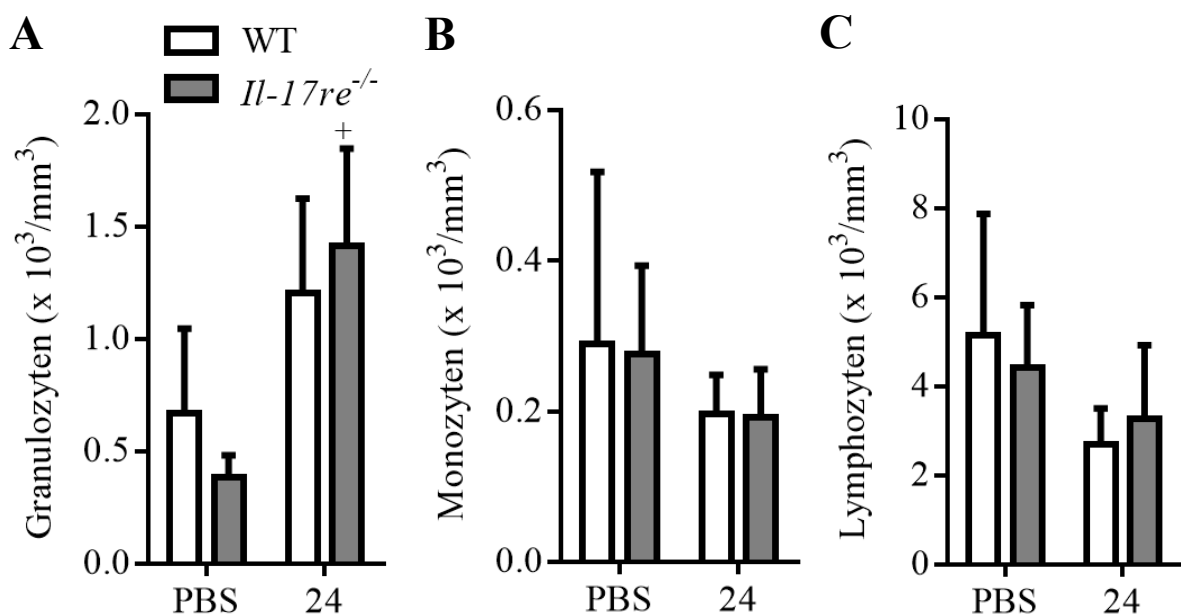 A
WT
Il-17re-/-
+
Granulozyten (x 10³/mm³)
2.0
1.5
1.0
0.5
0.0
PBS 24
B
Monozyten (x 10³/mm³)
0.6
0.4
0.2
0.0
PBS 24
C
Lymphozyten (x 10³/mm³)
10
8
6
4
2
0
PBS 24